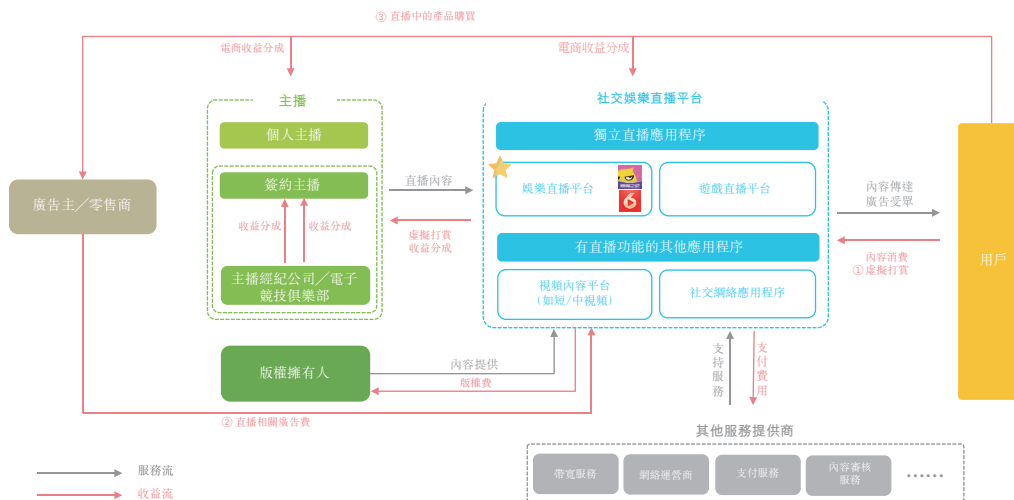 ③ 直播中的產品購買
電商收益分成
電商收益分成
主播
個人主播
簽約主播
收益分成
收益分成
主播經紀公司／電子
競技俱樂部
社交娛樂直播平台
獨立直播應用程序
娛樂直播平台
遊戲直播平台
有直播功能的其他應用程序
視頻內容平台
(如短/中視頻)
社交網絡應用程序
廣告主／零售商
直播內容
虛擬打賞
收益分成
內容傳達
廣告受眾
內容消費
① 虛擬打賞
用戶
版權擁有人
內容提供
版權費
② 直播相關廣告費
支持服務
支付費用
其他服務提供商
帶寬服務
網絡運營商
支付服務
內容審核
服務
……
服務流
收益流